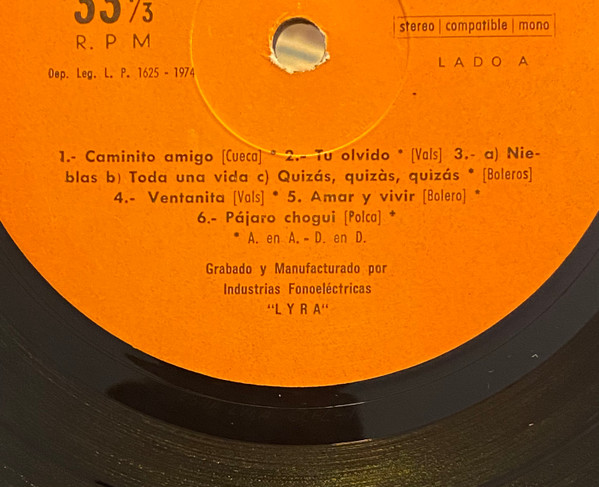 33⅓
R. P M
stereo | compatible | mono
LADO A
Dep. Leg. L. P. 1625 - 1974
1.- Caminito amigo [Cueca] * 2.- Tu olvido * [Vals] 3.- a) Nie-
blas b) Toda una vida c) Quizás, quizàs, quizás * [Boleros]
4.- Ventanita [Vals] * 5. Amar y vivir [Bolero] *
6.- Pájaro chogui [Polca] *
* A. en A. - D. en D.
Grabado y Manufacturado por
Industrias Fonoeléctricas
"L Y R A"